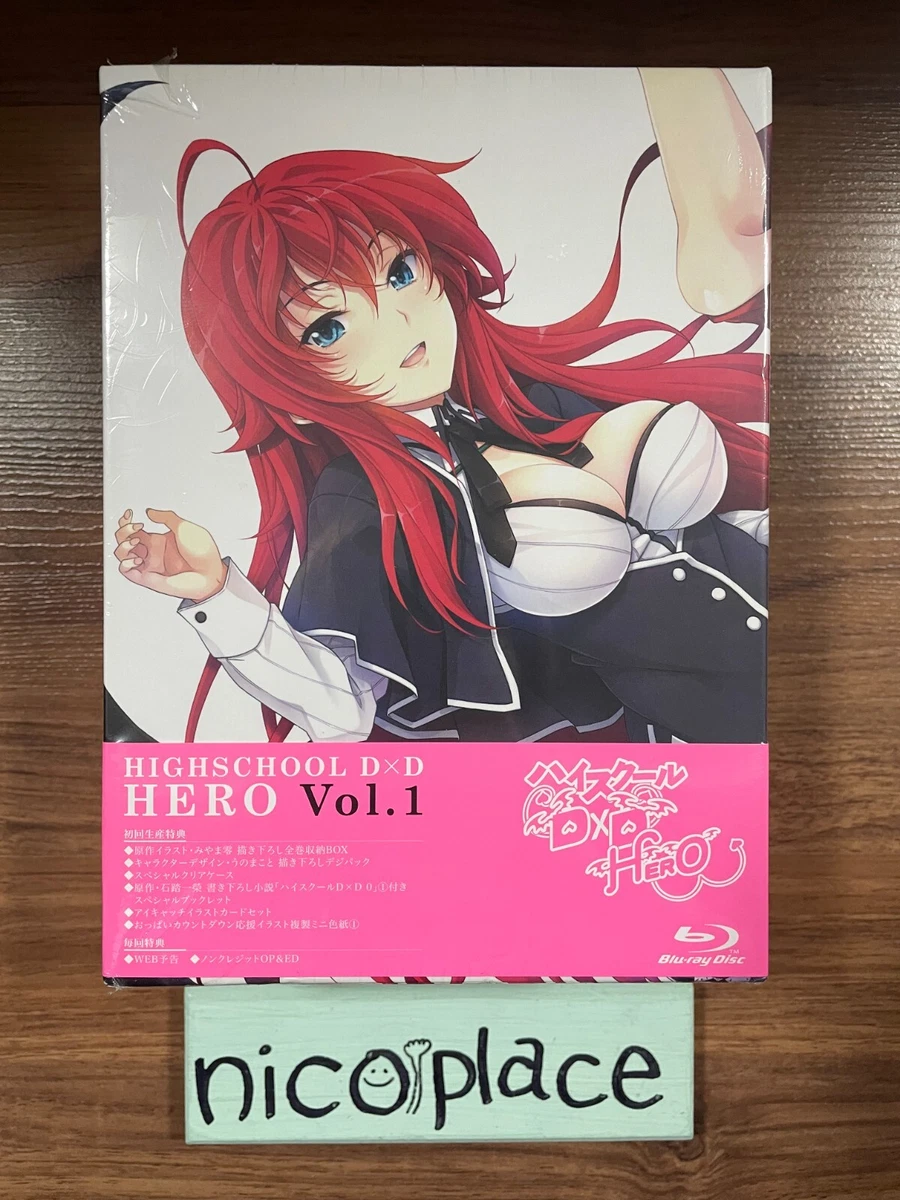 HIGHSCHOOL D×D
HERO Vol.1
初回生産特典
◆原作イラスト・みやま零 描き下ろし全巻収納BOX
◆キャラクターデザイン・うのまこと 描き下ろしデジパック
◆スペシャルクリアケース
◆原作・石踏一榮 書き下ろし小説「ハイスクールD×D 0」①付き
スペシャルブックレット
◆アイキャッチイラストカードセット
◆おっぱいカウントダウン応援イラスト複製ミニ色紙①
毎回特典
◆WEB予告 ◆ノンクレジットOP&ED
ハイスクール
D×D
HERO
Blu-ray Disc
TM
nicoplace